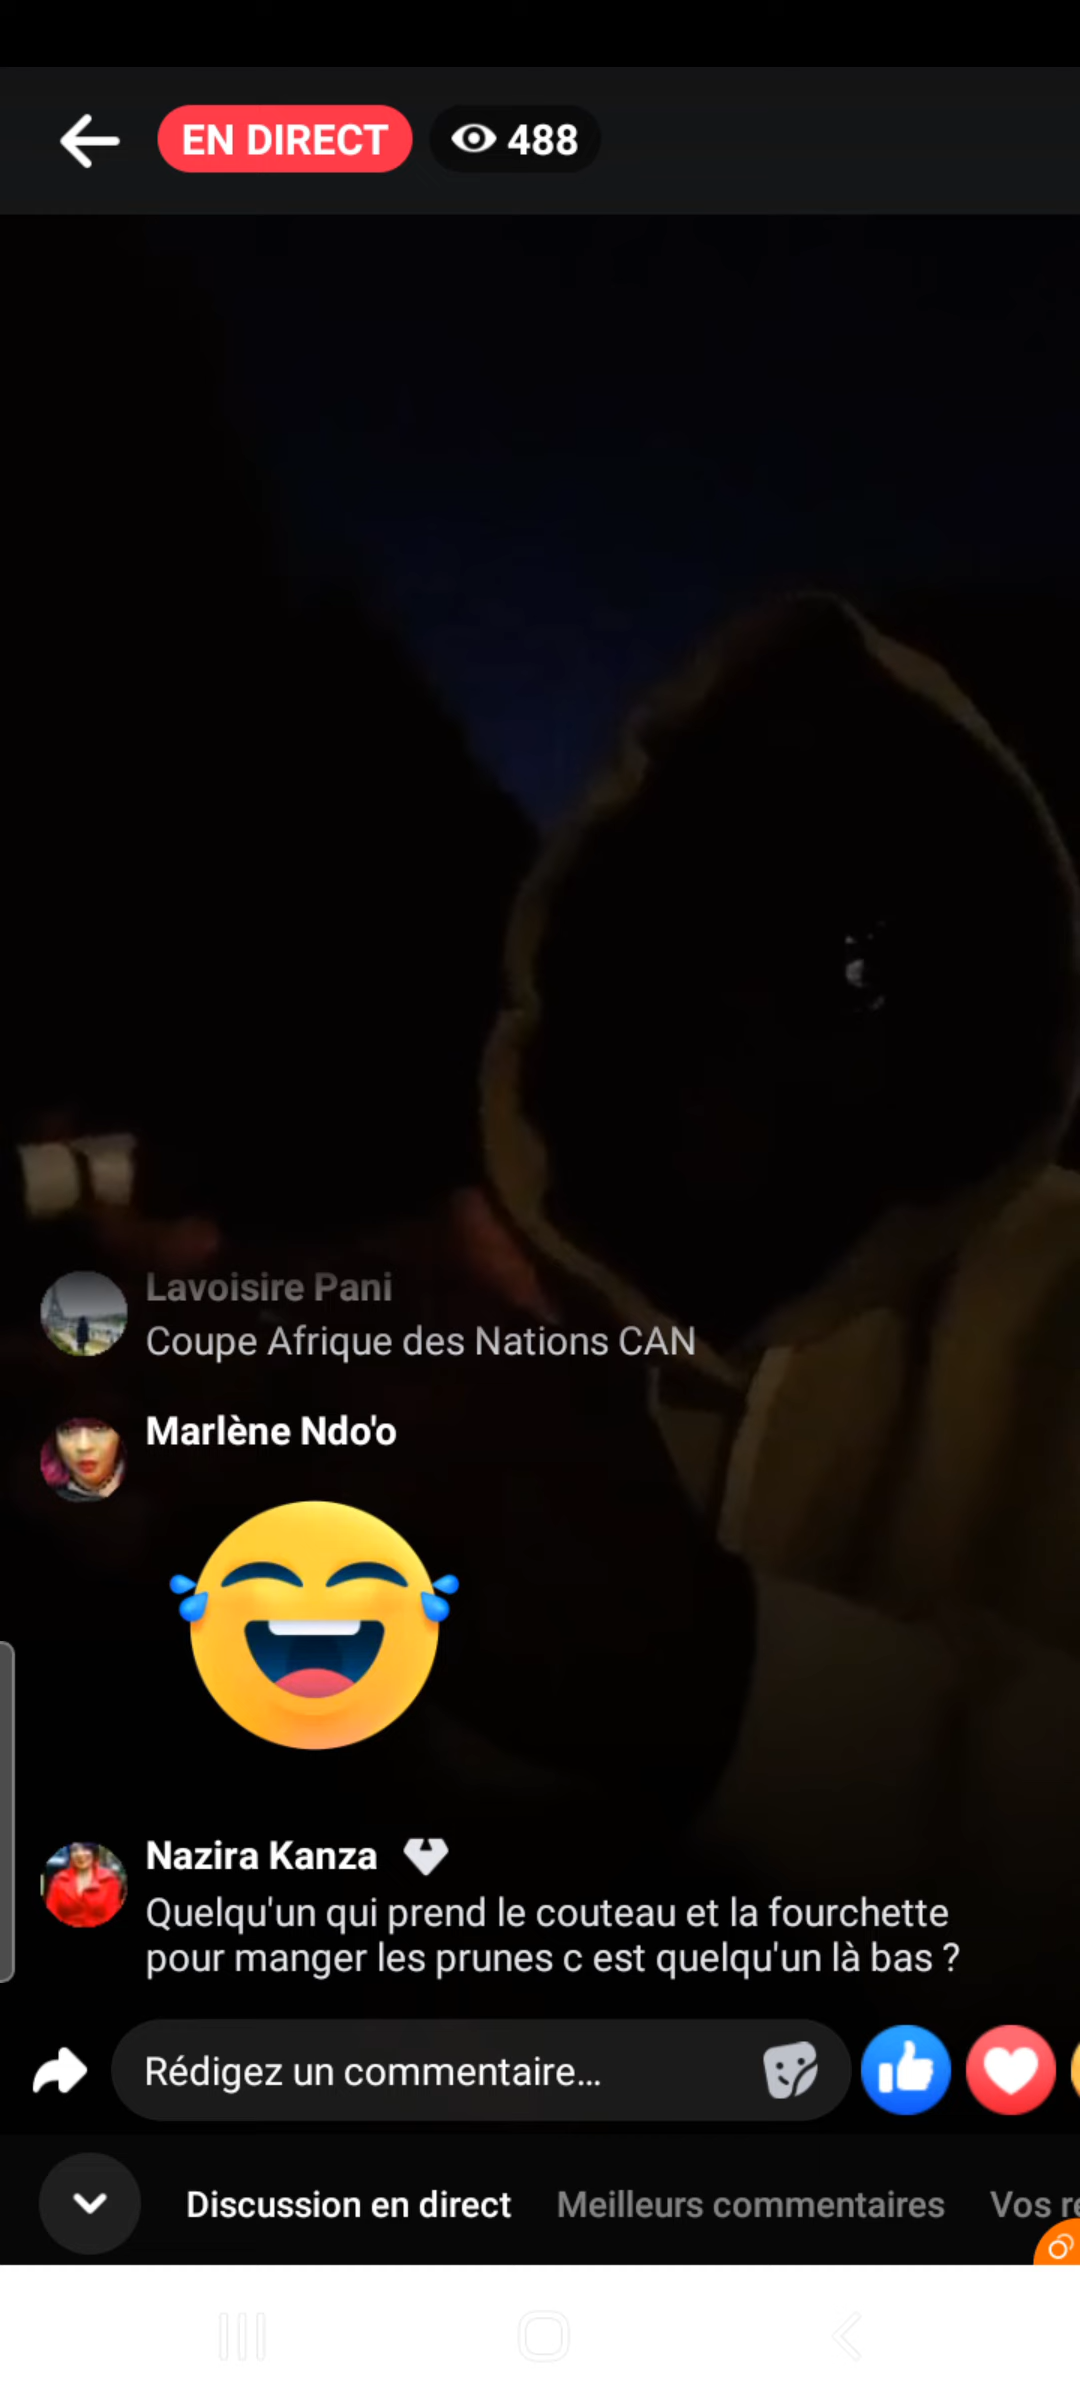 EN DIRECT
488
Lavoisire Pani
Coupe Afrique des Nations CAN
Marlène Ndo'o
Nazira Kanza
Quelqu'un qui prend le couteau et la fourchette
pour manger les prunes c est quelqu'un là bas ?
Rédigez un commentaire...
Discussion en direct
Meilleurs commentaires
Vos